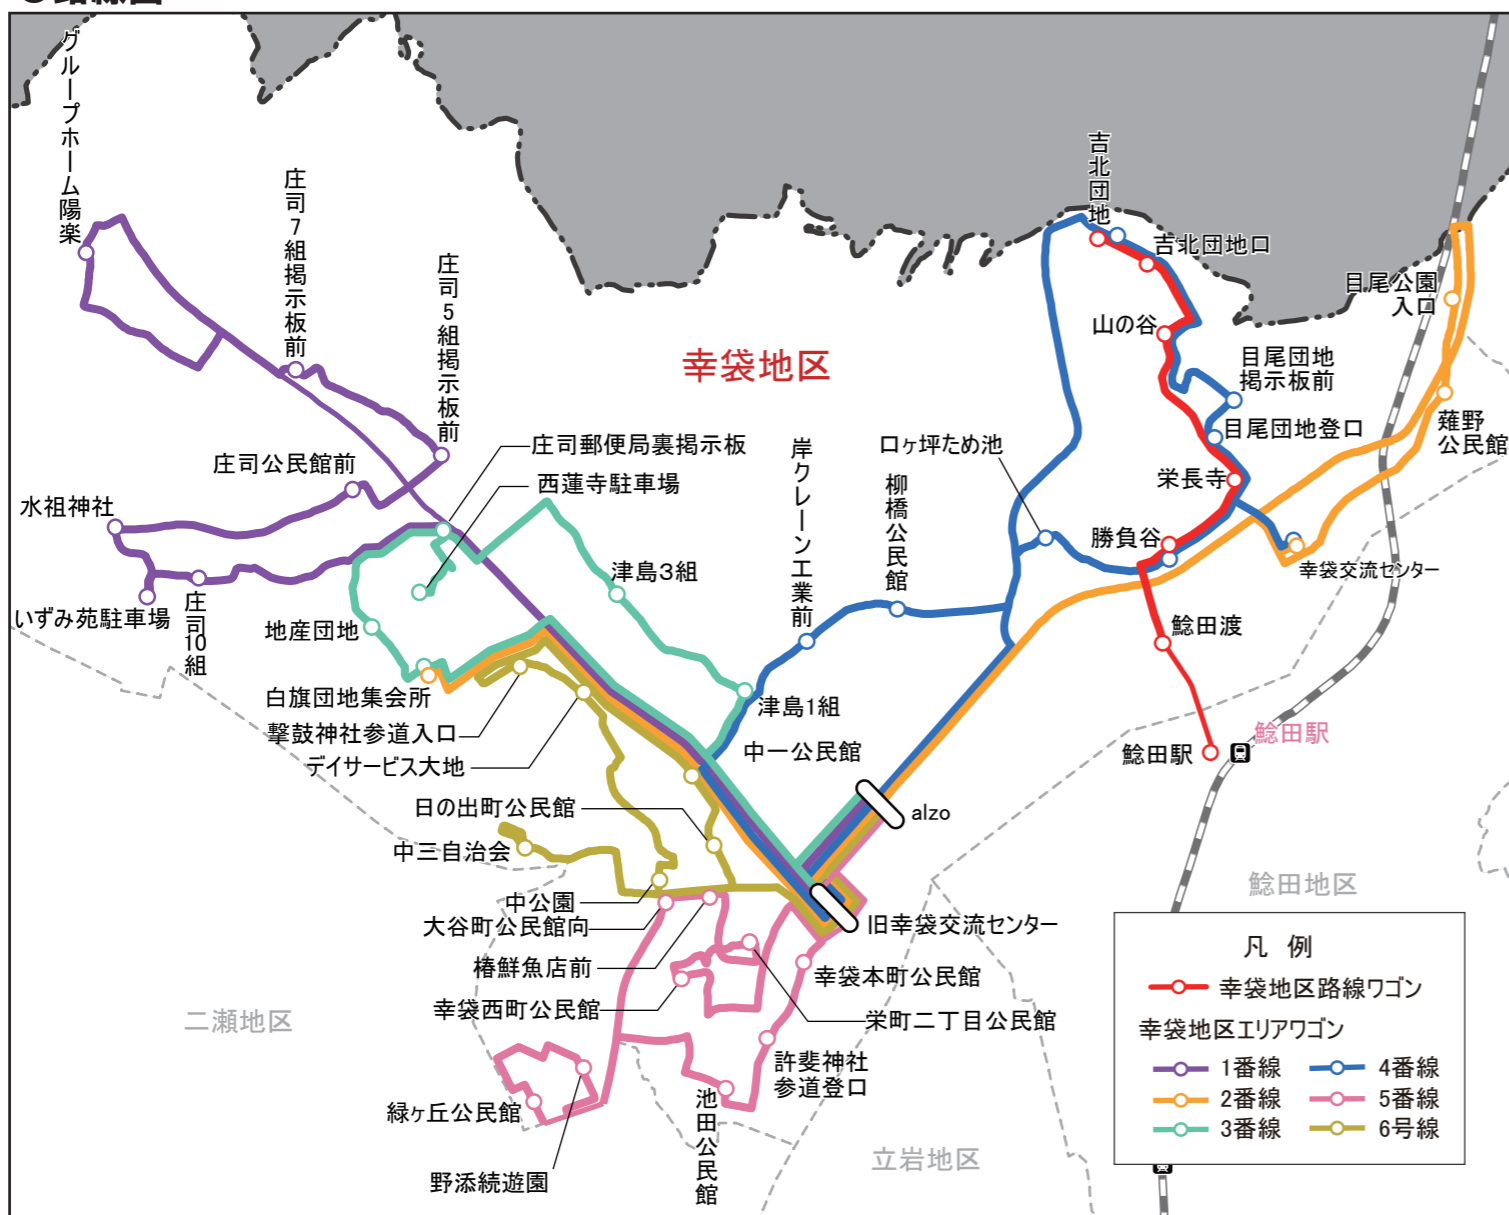 グループホーム陽楽
庄司7組掲示板前
庄司5組掲示板前
吉北団地
吉北団地口
目尾公園
入口
山の谷
目尾団地
掲示板前
幸袋地区
薙野
公民館
目尾団地登口
庄司郵便局裏掲示板
岸クレーン工業前
口ヶ坪ため池
庄司公民館前
西蓮寺駐車場
柳橋公民館
栄長寺
水祖神社
勝負谷
幸袋交流センター
津島3組
いずみ苑駐車場
庄司10組
地産団地
鯰田渡
白旗団地集会所
津島1組
撃鼓神社参道入口
中一公民館
鯰田駅
鯰田駅
デイサービス大地
日の出町公民館
alzo
中三自治会
鯰田地区
中公園
大谷町公民館向
旧幸袋交流センター
椿鮮魚店前
幸袋本町公民館
幸袋西町公民館
栄町二丁目公民館
二瀬地区
許斐神社
参道登口
緑ヶ丘公民館
池田公民館
立岩地区
野添続遊園
凡 例
幸袋地区路線ワゴン
幸袋地区エリアワゴン
1番線
4番線
2番線
5番線
3番線
6号線